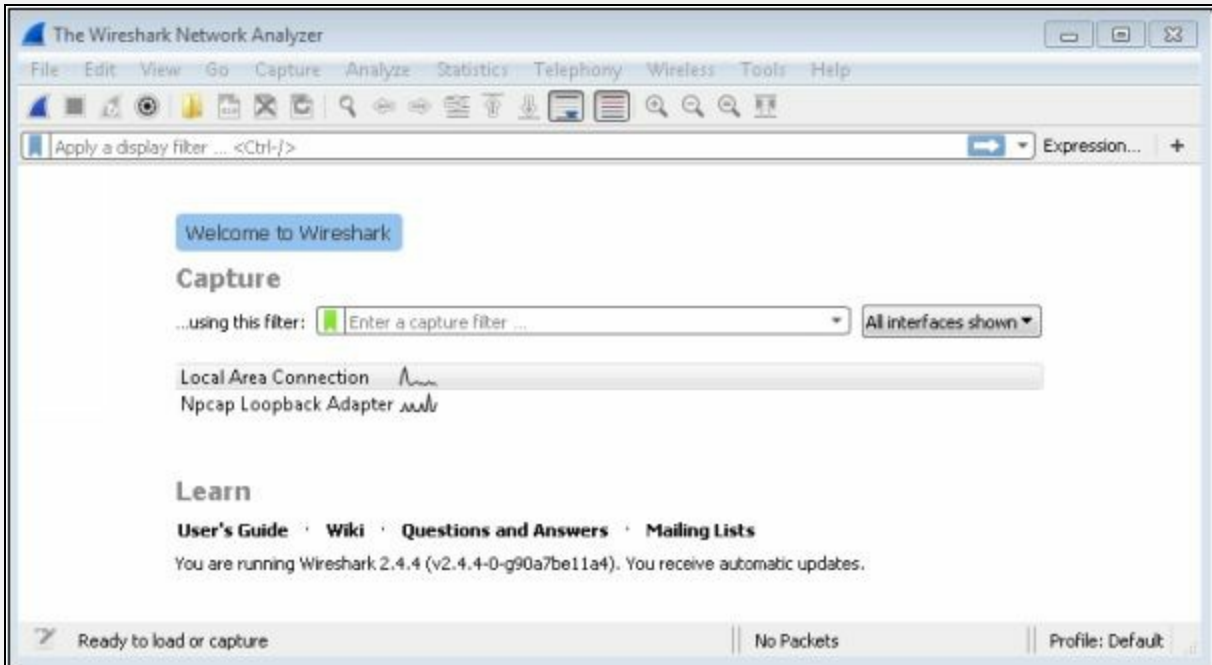 The Wireshark Network Analyzer
File Edit View Go Capture Analyze Statistics Telephony Wireless Tools Help
Apply a display filter ... <Ctrl-/> Expression... +
Welcome to Wireshark
Capture
...using this filter: Enter a capture filter ... All interfaces shown
Local Area Connection
Npcap Loopback Adapter
Learn
User's Guide · Wiki · Questions and Answers · Mailing Lists
You are running Wireshark 2.4.4 (v2.4.4-0-g90a7be11a4). You receive automatic updates.
Ready to load or capture No Packets Profile: Default